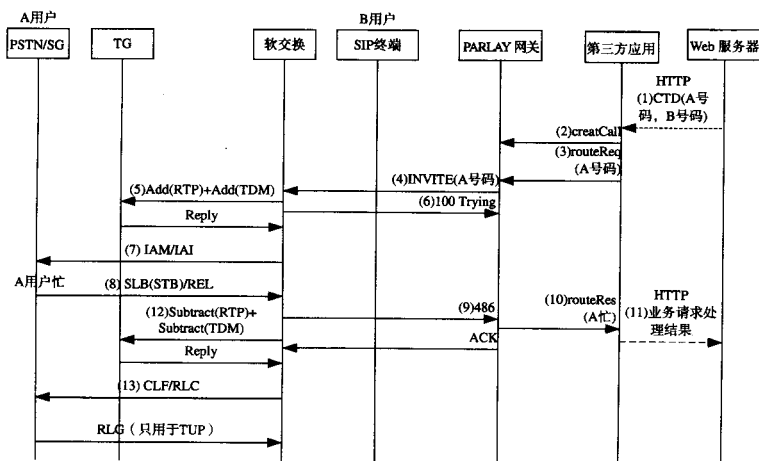 A用户
B用户
PSTN/SG
TG
软交换
SIP终端
PARLAY 网关
第三方应用
Web 服务器
HTTP
(1)CTD(A号
码，B号码)
(2)creatCall
(3)routeReq
(A号码)
(4)INVITE(A号码)
(5)Add(RTP)+Add(TDM)
(6)100 Trying
Reply
(7) IAM/IAI
A用户忙
(8) SLB(STB)/REL
(9)486
(10)routeRes
(A忙)
HTTP
(11)业务请求处
理结果
(12)Subtract(RTP)+
Subtract(TDM)
ACK
Reply
(13) CLF/RLC
RLG（只用于TUP）